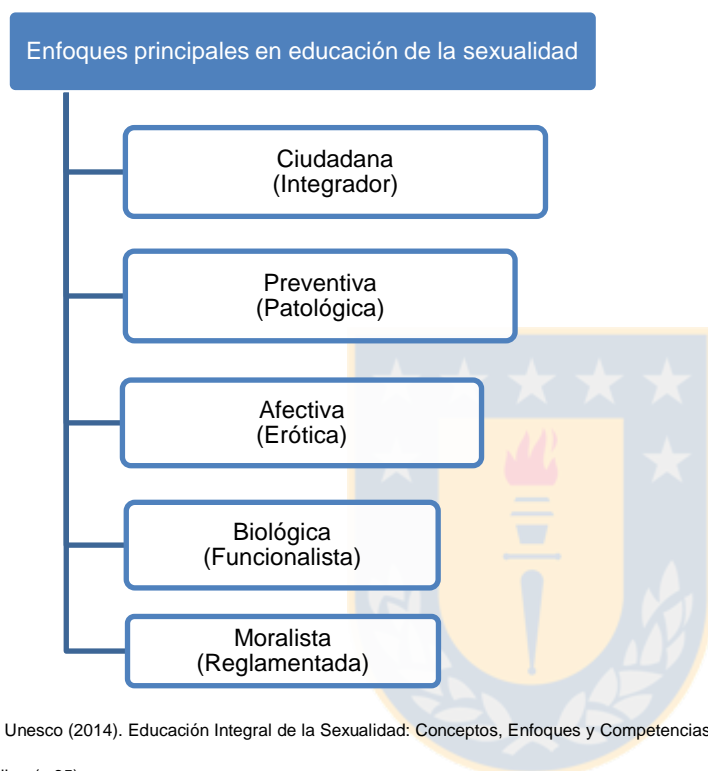 Enfoques principales en educación de la sexualidad
Ciudadana
(Integrador)
Preventiva
(Patológica)
Afectiva
(Erótica)
Biológica
(Funcionalista)
Moralista
(Reglamentada)
Unesco (2014). Educación Integral de la Sexualidad: Conceptos, Enfoques y Competencias